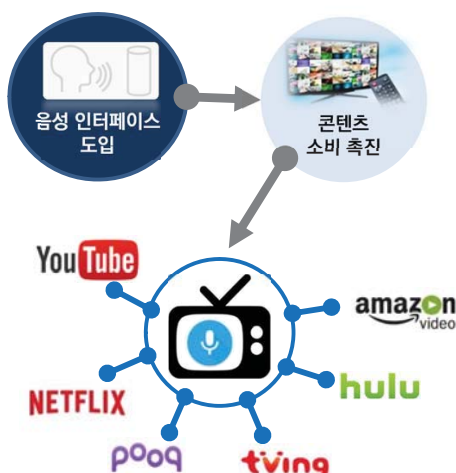 음성 인터페이스
도입
콘텐츠
소비 촉진
YouTube
amazon
video
NETFLIX
hulu
pooq
tving